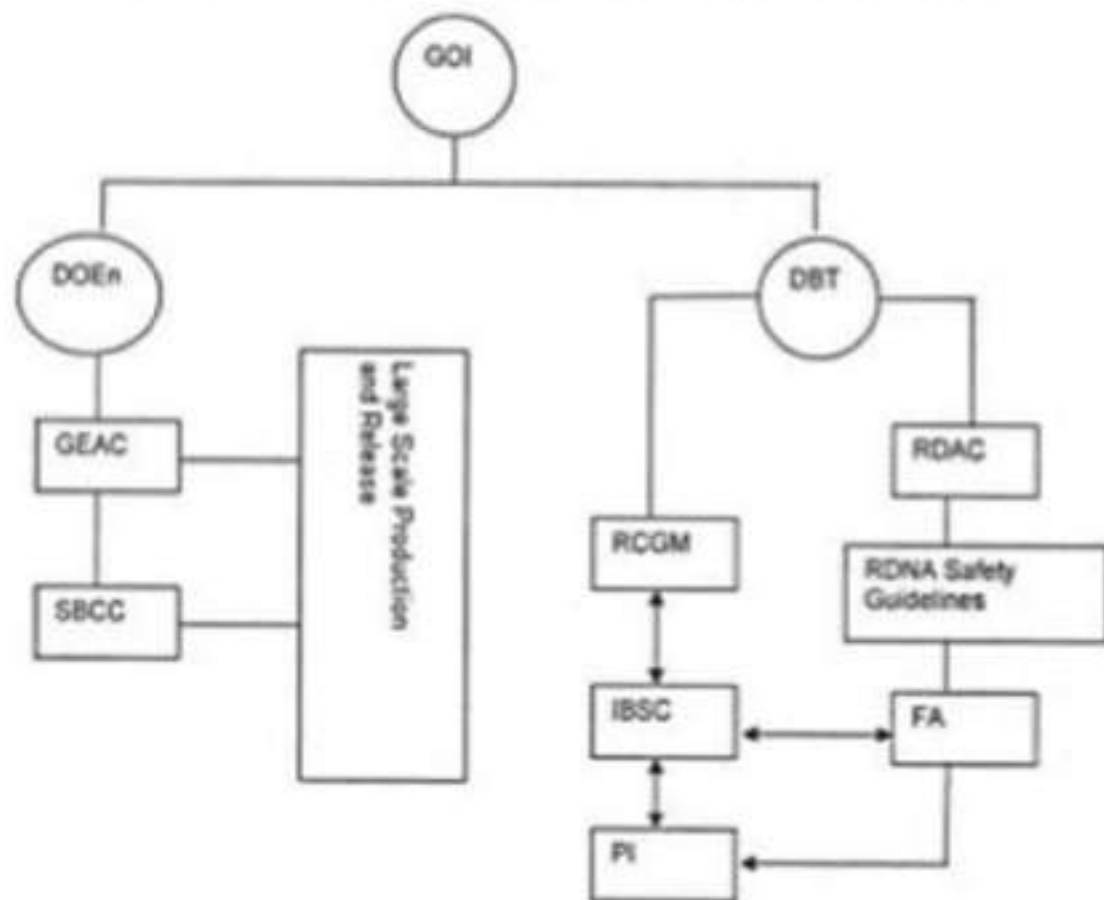 GOI
DOEn
DBT
Large Scale Production
and Release
GEAC
RDAC
RCGM
RDNA Safety
Guidelines
SBCC
IBSC
FA
PI